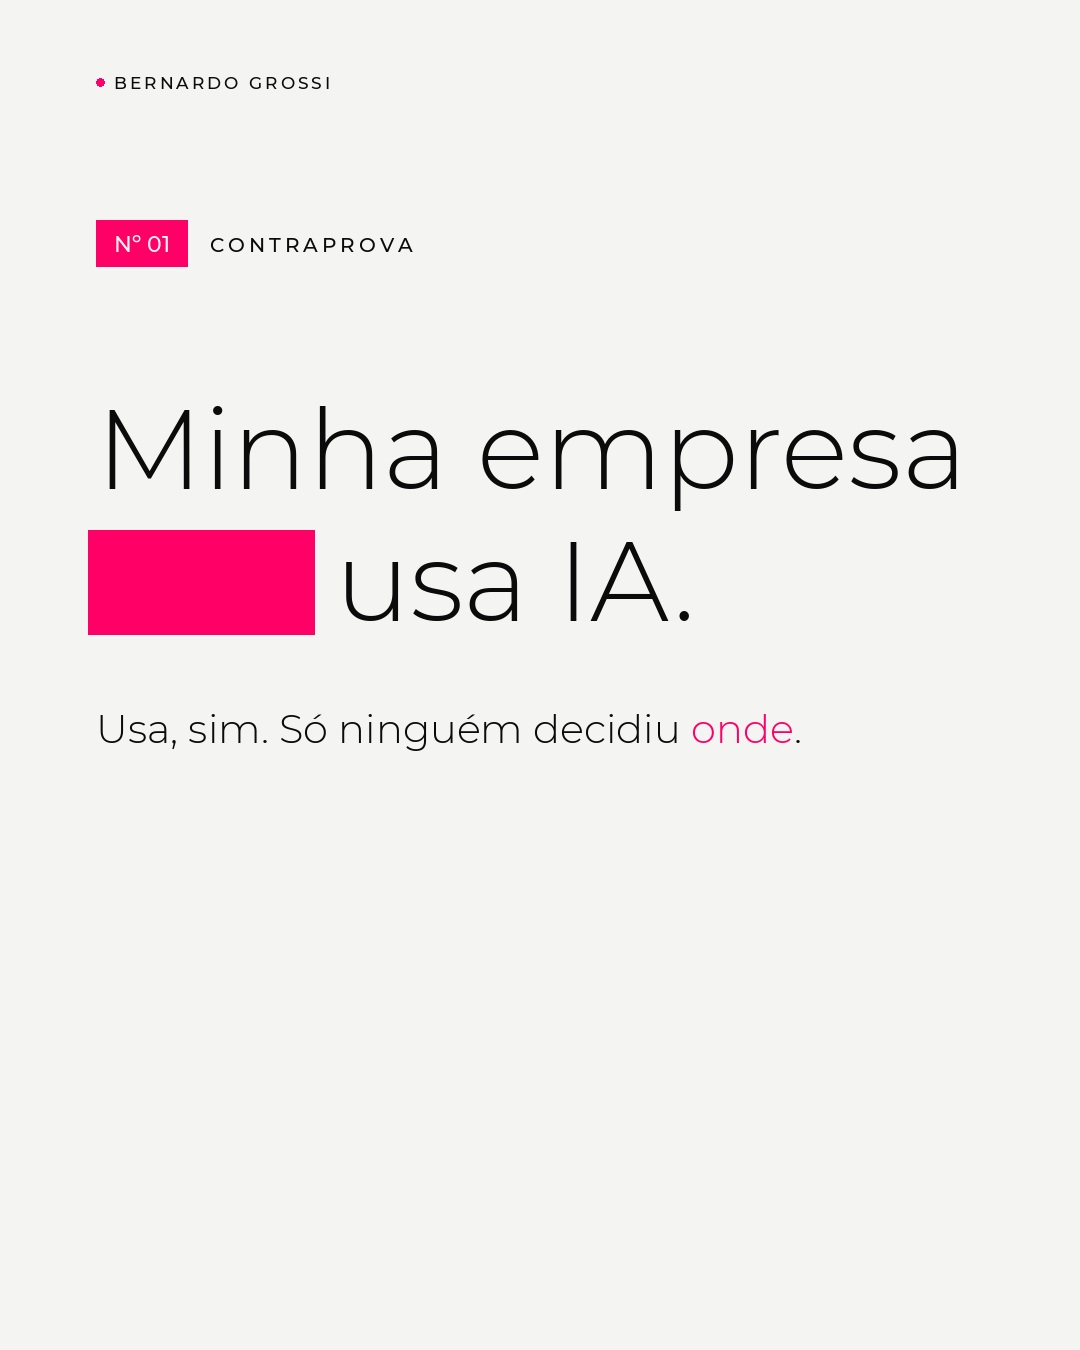 BERNARDO GROSSI
Nº 01 CONTRAPROVA
Minha empresa
usa IA.
Usa, sim. Só ninguém decidiu onde.